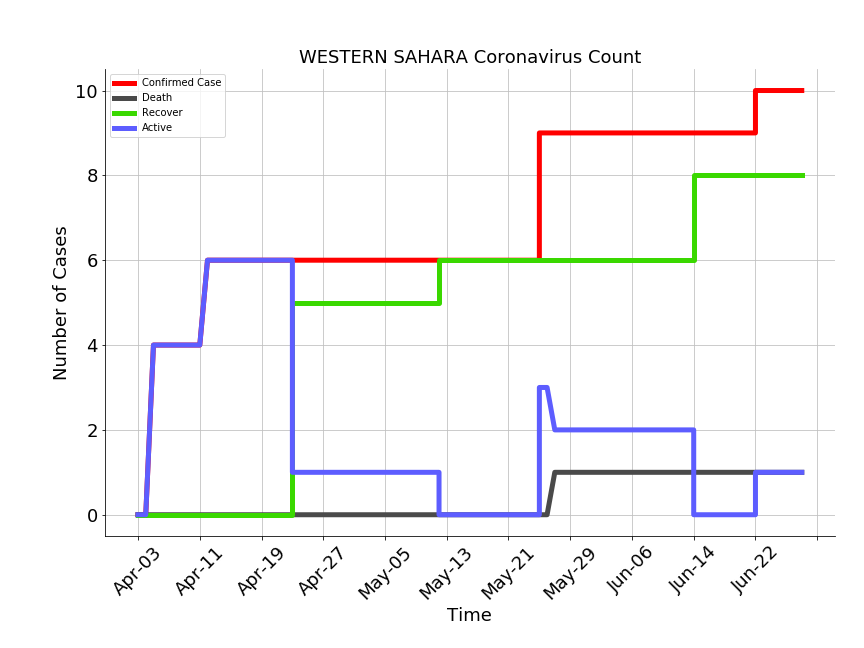 WESTERN SAHARA Coronavirus Count
Confirmed Case
Death
Recover
Active
Number of Cases
10
8
6
4
2
0
Apr-03
Apr-11
Apr-19
Apr-27
May-05
May-13
May-21
May-29
Jun-06
Jun-14
Jun-22
Time